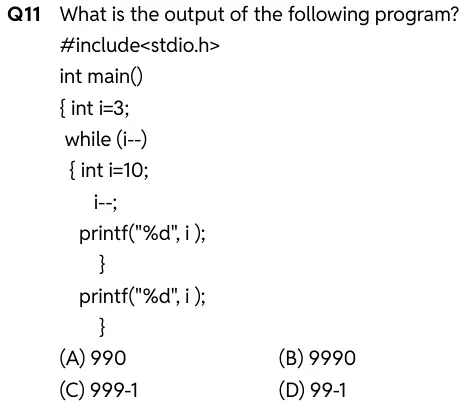 Q11 What is the output of the following program?
#include<stdio.h>
int main()
{ int i=3;
while (i--)
{ int i=10;
i--;
printf("%d", i );
}
printf("%d", i );
}
(A) 990 (B) 9990
(C) 999-1 (D) 99-1